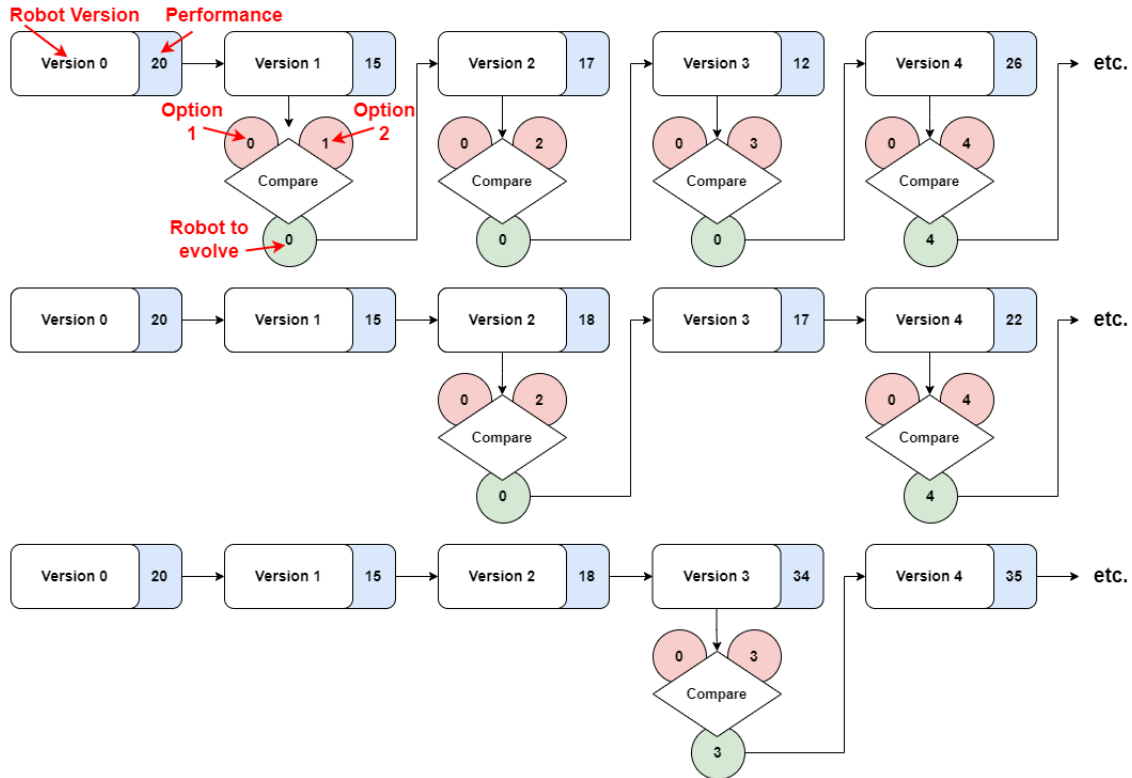 Robot Version
Performance
Version 0
20
Version 1
15
Version 2
17
Version 3
12
Version 4
26
etc.
Option
1
0
1
Option
2
Compare
0
2
Compare
0
3
Compare
0
4
Compare
Robot to
evolve
0
0
0
4
Version 0
20
Version 1
15
Version 2
18
Version 3
17
Version 4
22
etc.
0
2
Compare
0
0
4
Compare
4
Version 0
20
Version 1
15
Version 2
18
Version 3
34
Version 4
35
etc.
0
3
Compare
3